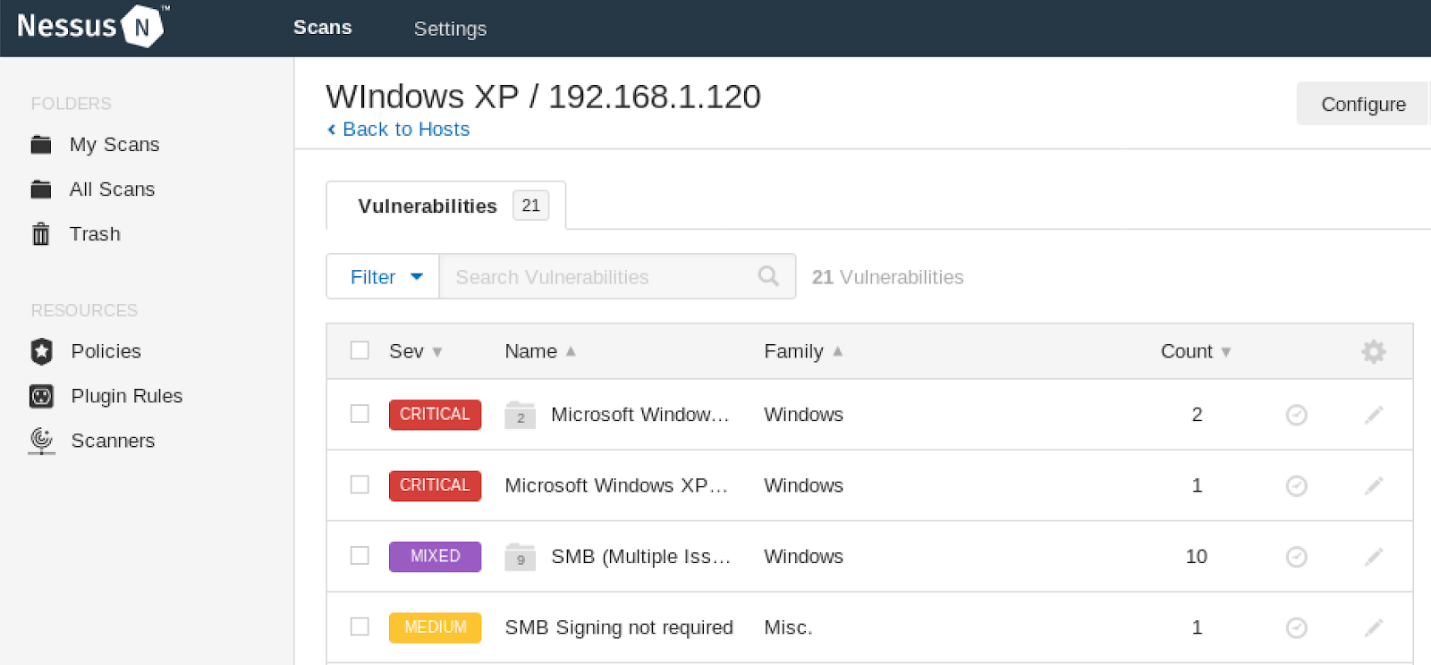 Nessus N ™
Scans Settings
FOLDERS
My Scans
All Scans
Trash
RESOURCES
Policies
Plugin Rules
Scanners
WIndows XP / 192.168.1.120
Back to Hosts
Configure
Vulnerabilities 21
Filter Search Vulnerabilities 21 Vulnerabilities
Sev Name Family Count
CRITICAL 2 Microsoft Window... Windows 2
CRITICAL Microsoft Windows XP... Windows 1
MIXED 9 SMB (Multiple Iss... Windows 10
MEDIUM SMB Signing not required Misc. 1